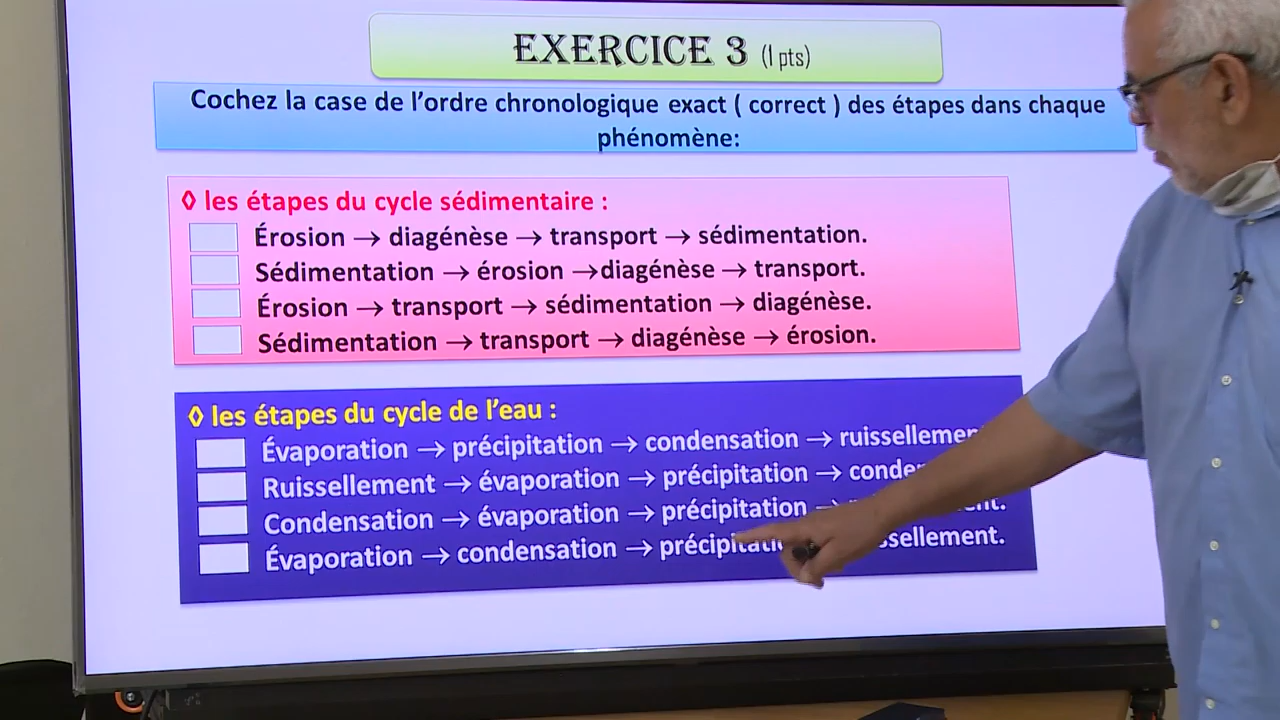 EXERCICE 3 (1 pts)
Cochez la case de l’ordre chronologique exact ( correct ) des étapes dans chaque
phénomène:
◊ les étapes du cycle sédimentaire :
Érosion → diagénèse → transport → sédimentation.
Sédimentation → érosion →diagénèse → transport.
Érosion → transport → sédimentation → diagénèse.
Sédimentation → transport → diagénèse → érosion.
◊ les étapes du cycle de l’eau :
Évaporation → précipitation → condensation →
Ruissellement → évaporation → précipitation →
Condensation → évaporation → précipitation →
Évaporation → condensation →